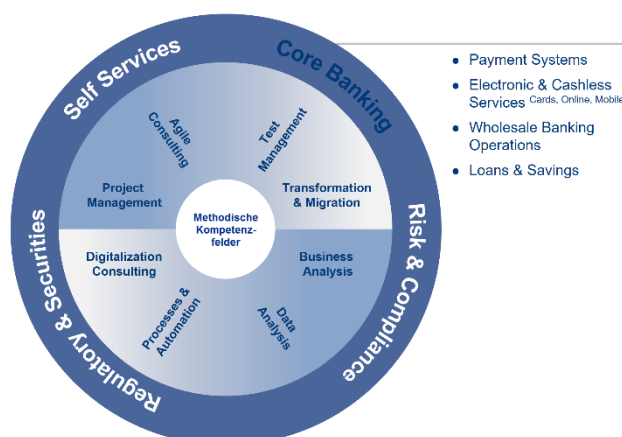 Self Services
Core Banking
Risk & Compliance
Regulatory & Securities
Agile
Consulting
Test
Management
Project
Management
Transformation
& Migration
Methodische
Kompetenz-
felder
Digitalization
Consulting
Business
Analysis
Processes &
Automation
Data
Analysis
• Payment Systems
• Electronic & Cashless
Services Cards, Online, Mobile
• Wholesale Banking
Operations
• Loans & Savings